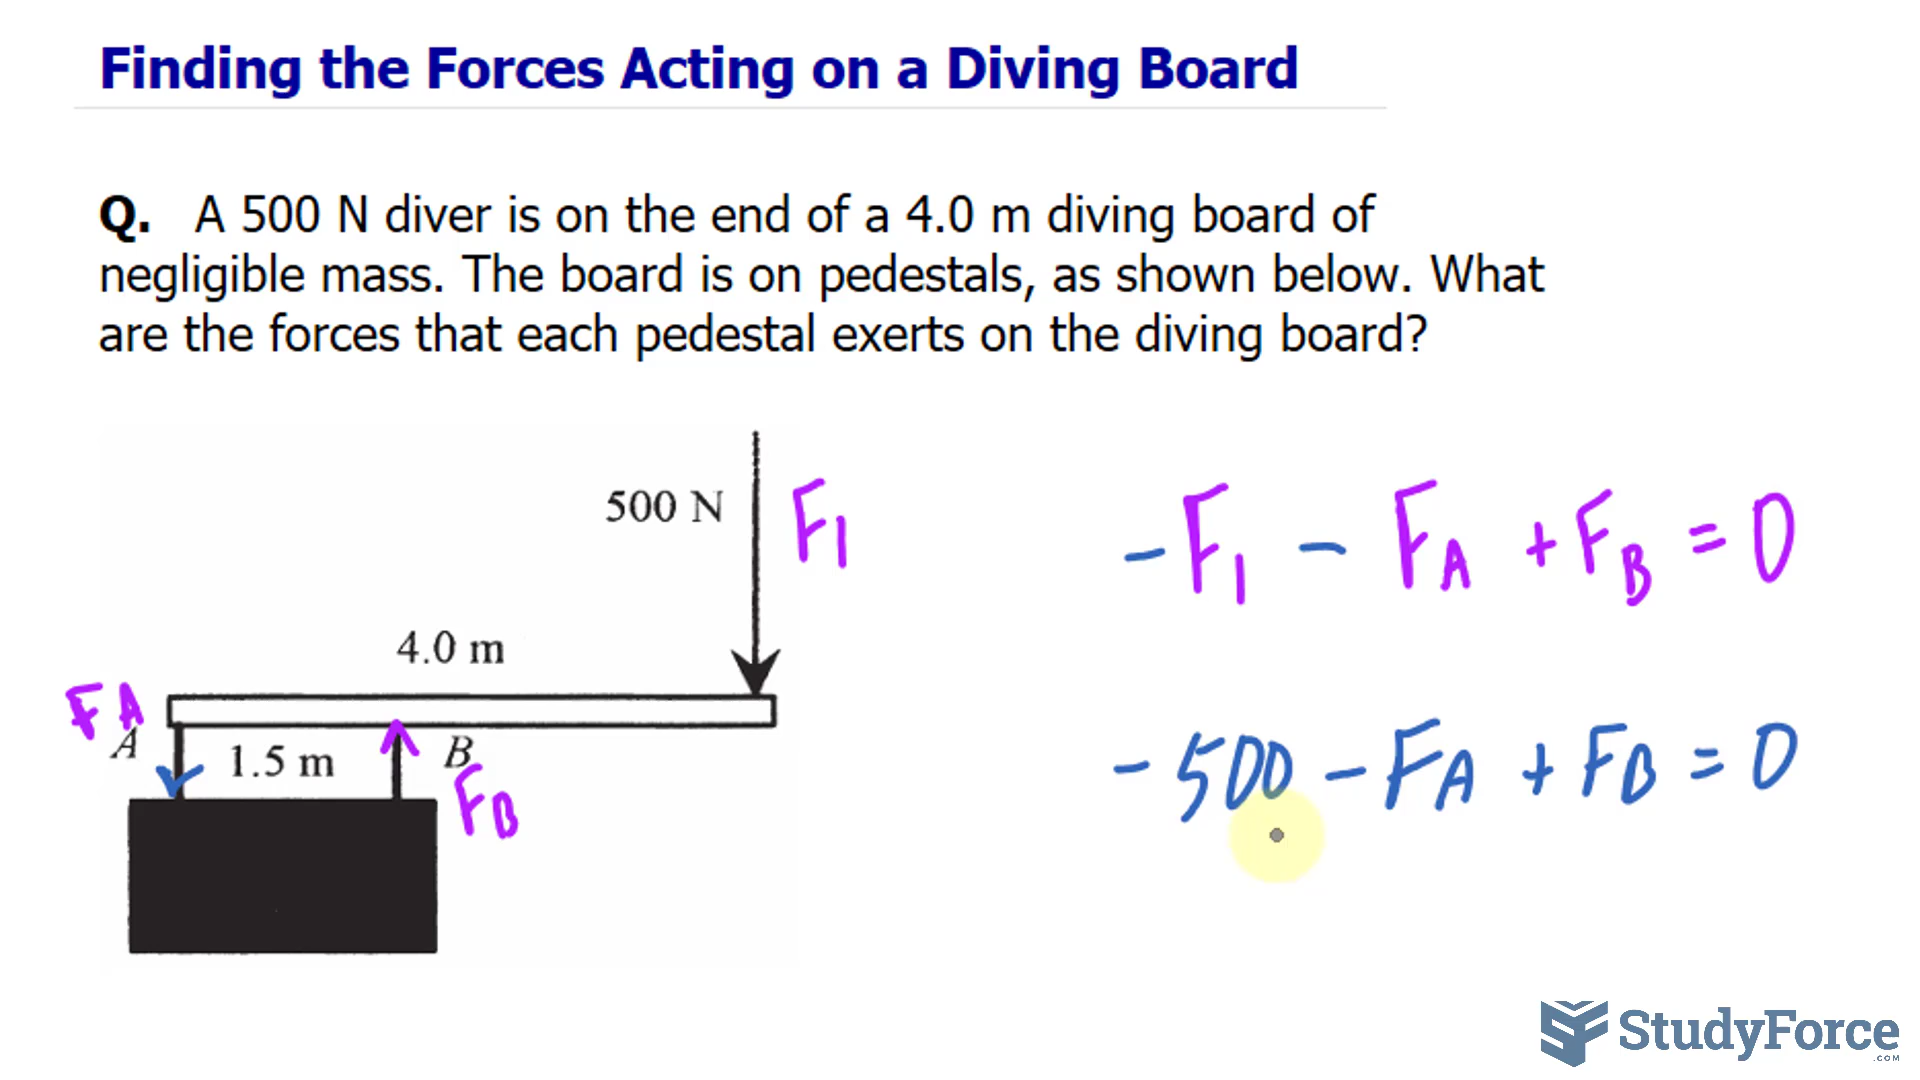 Finding the Forces Acting on a Diving Board
Q. A 500 N diver is on the end of a 4.0 m diving board of
negligible mass. The board is on pedestals, as shown below. What
are the forces that each pedestal exerts on the diving board?
500 N
F1
- F1 - FA + FB = 0
4.0 m
FA
A
1.5 m
B
FB
- 500 - FA + FB = 0
StudyForce
.COM